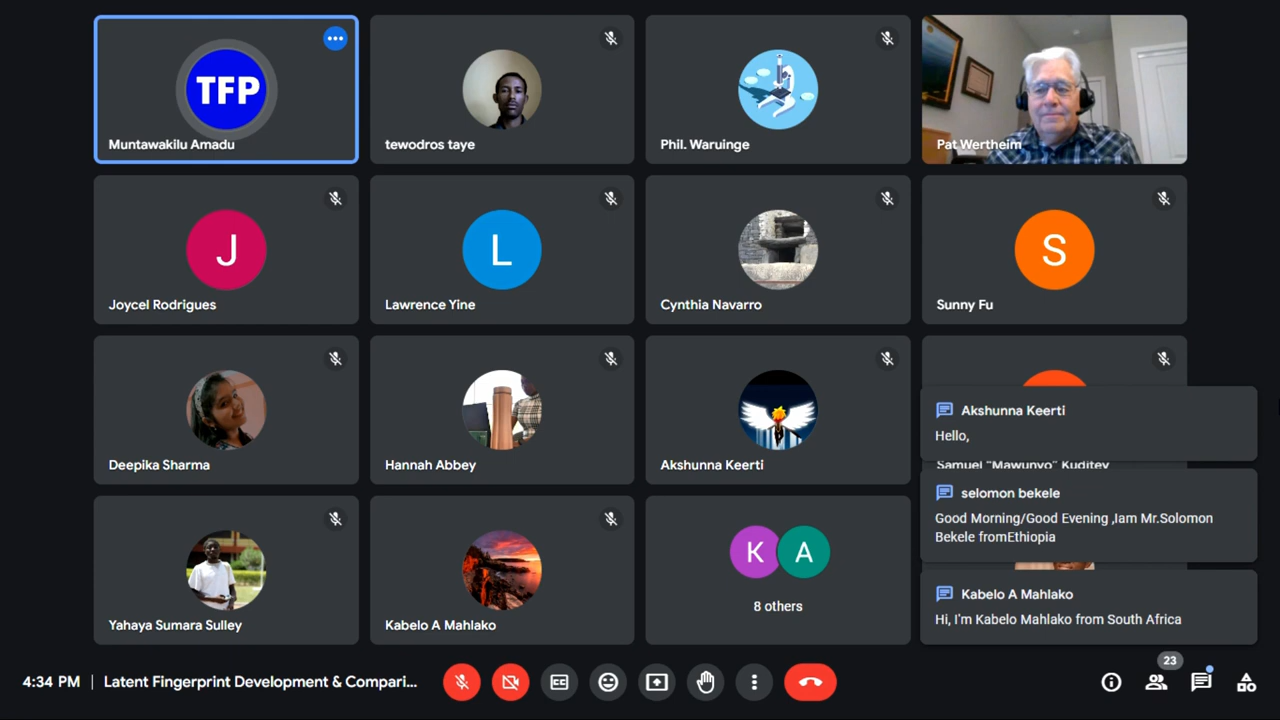 TFP
Muntawakilu Amadu
tewodros taye
Phil. Waruinge
Pat Wertheim
J
Joycel Rodrigues
L
Lawrence Yine
Cynthia Navarro
S
Sunny Fu
Deepika Sharma
Hannah Abbey
Akshunna Keerti
Akshunna Keerti
Hello,
Samuel "Mawunyo" Kuditey
selomon bekele
Good Morning/Good Evening ,Iam Mr.Solomon
Bekele fromEthiopia
Yahaya Sumara Sulley
Kabelo A Mahlako
K
A
8 others
Kabelo A Mahlako
Hi, I'm Kabelo Mahlako from South Africa
4:34 PM | Latent Fingerprint Development & Compari...
CC
23